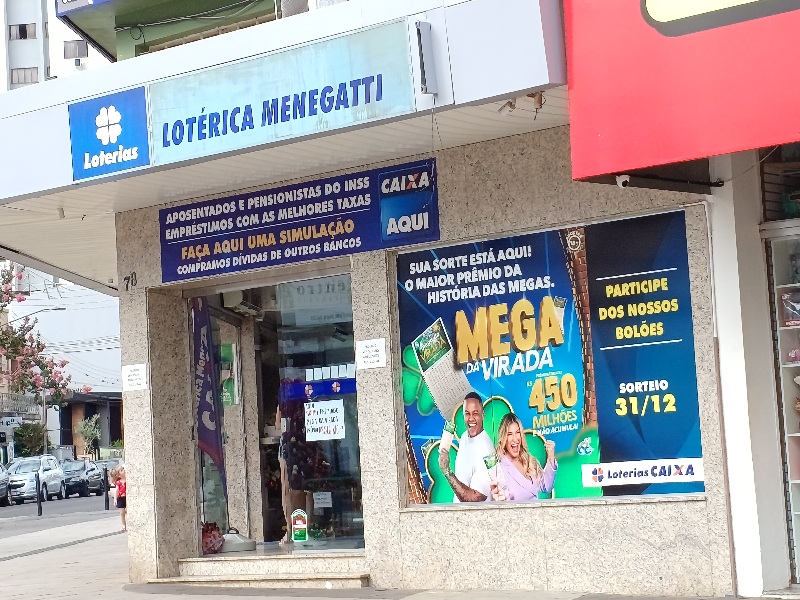 Loterias
LOTÉRICA MENEGATTI
APOSENTADOS E PENSIONISTAS DO INSS
EMPRÉSTIMOS COM AS MELHORES TAXAS
FAÇA AQUI UMA SIMULAÇÃO
COMPRAMOS DÍVIDAS DE OUTROS BANCOS
CAIXA
AQUI
78
SUA SORTE ESTÁ AQUI!
O MAIOR PRÊMIO DA
HISTÓRIA DAS MEGAS.
MEGA
DA VIRADA
R$
450
MILHÕES
E NÃO ACUMULA!
PARTICIPE
DOS NOSSOS
BOLÕES
SORTEIO
31/12
Loterias CAIXA